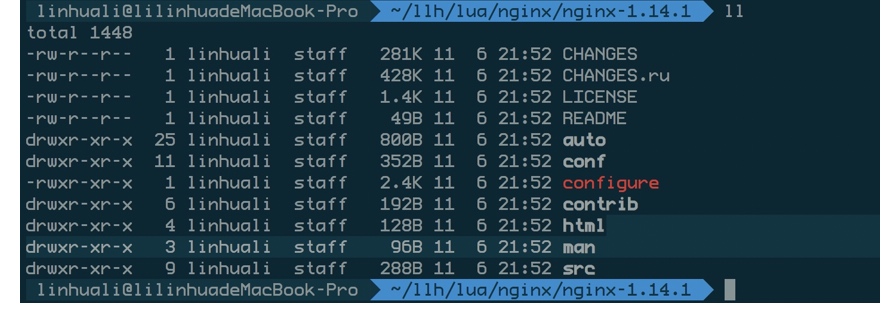 linhuali@lilinhuadeMacBook-Pro ~/llh/lua/nginx/nginx-1.14.1 ll
total 1448
-rw-r--r-- 1 linhuali staff 281K 11 6 21:52 CHANGES
-rw-r--r-- 1 linhuali staff 428K 11 6 21:52 CHANGES.ru
-rw-r--r-- 1 linhuali staff 1.4K 11 6 21:52 LICENSE
-rw-r--r-- 1 linhuali staff 49B 11 6 21:52 README
drwxr-xr-x 25 linhuali staff 800B 11 6 21:52 auto
drwxr-xr-x 11 linhuali staff 352B 11 6 21:52 conf
-rwxr-xr-x 1 linhuali staff 2.4K 11 6 21:52 configure
drwxr-xr-x 6 linhuali staff 192B 11 6 21:52 contrib
drwxr-xr-x 4 linhuali staff 128B 11 6 21:52 html
drwxr-xr-x 3 linhuali staff 96B 11 6 21:52 man
drwxr-xr-x 9 linhuali staff 288B 11 6 21:52 src
linhuali@lilinhuadeMacBook-Pro ~/llh/lua/nginx/nginx-1.14.1